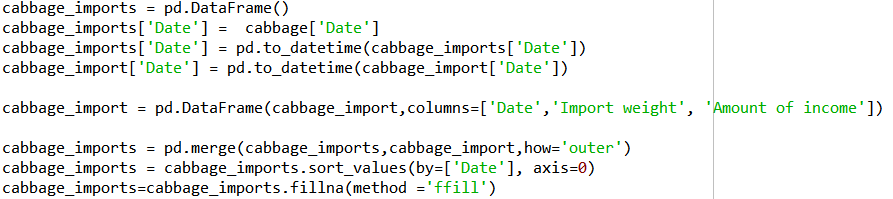 cabbage_imports = pd.DataFrame()
cabbage_imports['Date'] =  cabbage['Date']
cabbage_imports['Date'] = pd.to_datetime(cabbage_imports['Date'])
cabbage_import['Date'] = pd.to_datetime(cabbage_import['Date'])
cabbage_import = pd.DataFrame(cabbage_import,columns=['Date','Import weight', 'Amount of income'])
cabbage_imports = pd.merge(cabbage_imports,cabbage_import,how='outer')
cabbage_imports = cabbage_imports.sort_values(by=['Date'], axis=0)
cabbage_imports=cabbage_imports.fillna(method ='ffill')